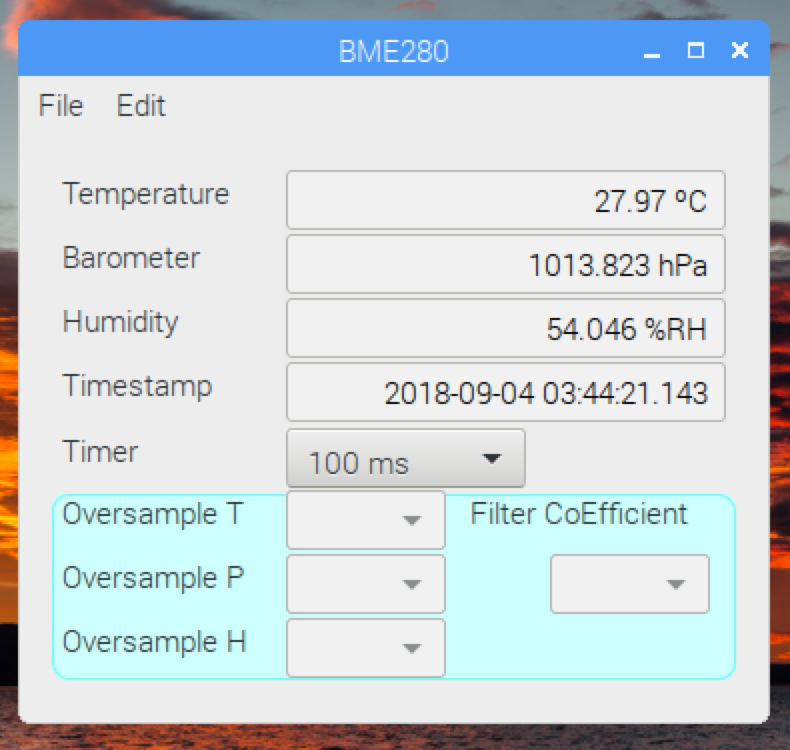 BME280
File Edit
Temperature 27.97 ºC
Barometer 1013.823 hPa
Humidity 54.046 %RH
Timestamp 2018-09-04 03:44:21.143
Timer 100 ms
Oversample T Filter CoEfficient
Oversample P
Oversample H